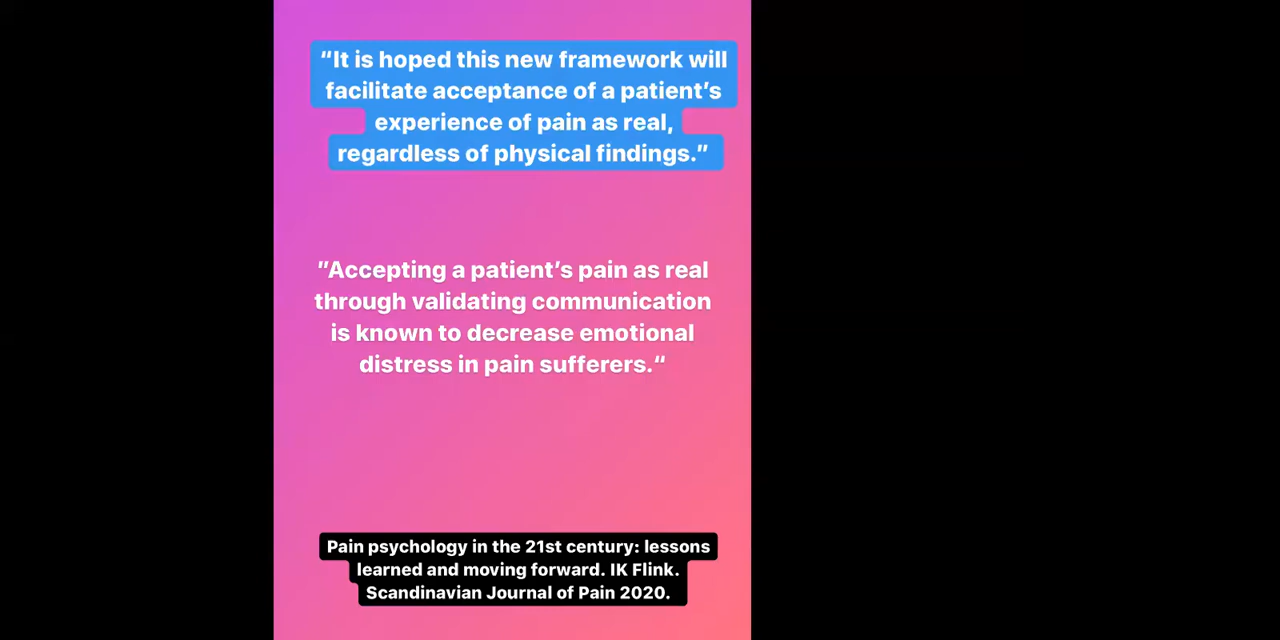 “It is hoped this new framework will
facilitate acceptance of a patient’s
experience of pain as real,
regardless of physical findings.”
"Accepting a patient’s pain as real
through validating communication
is known to decrease emotional
distress in pain sufferers.“
Pain psychology in the 21st century: lessons
learned and moving forward. IK Flink.
Scandinavian Journal of Pain 2020.